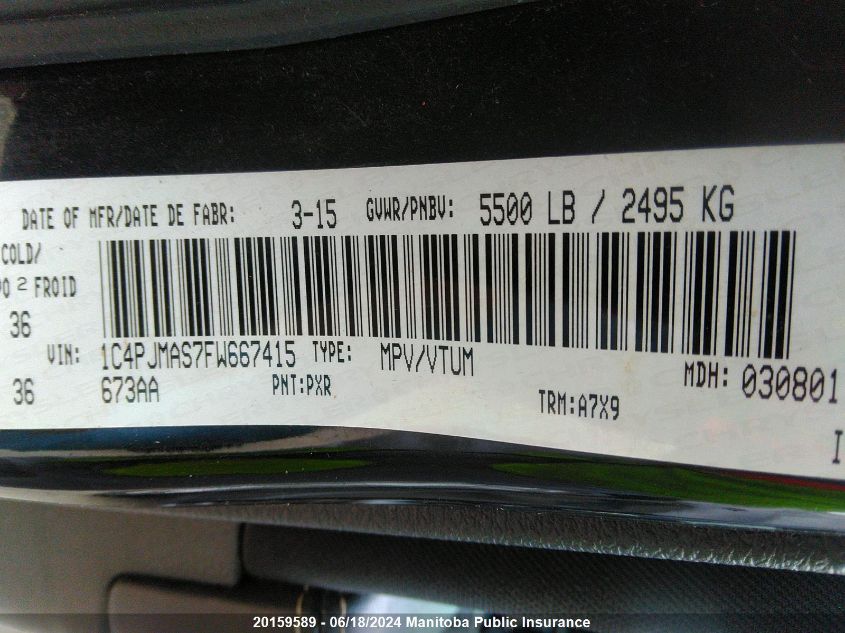 DATE OF MFR/DATE DE FABR: 3-15 GVWR/PNBV: 5500 LB / 2495 KG
COLD/
2 FROID
36
VIN: 1C4PJMAS7FW667415 TYPE: MPV/VTUM MDH: 030801
36 673AA PNT:PXR TRM:A7X9
20159589 - 06/18/2024 Manitoba Public Insurance